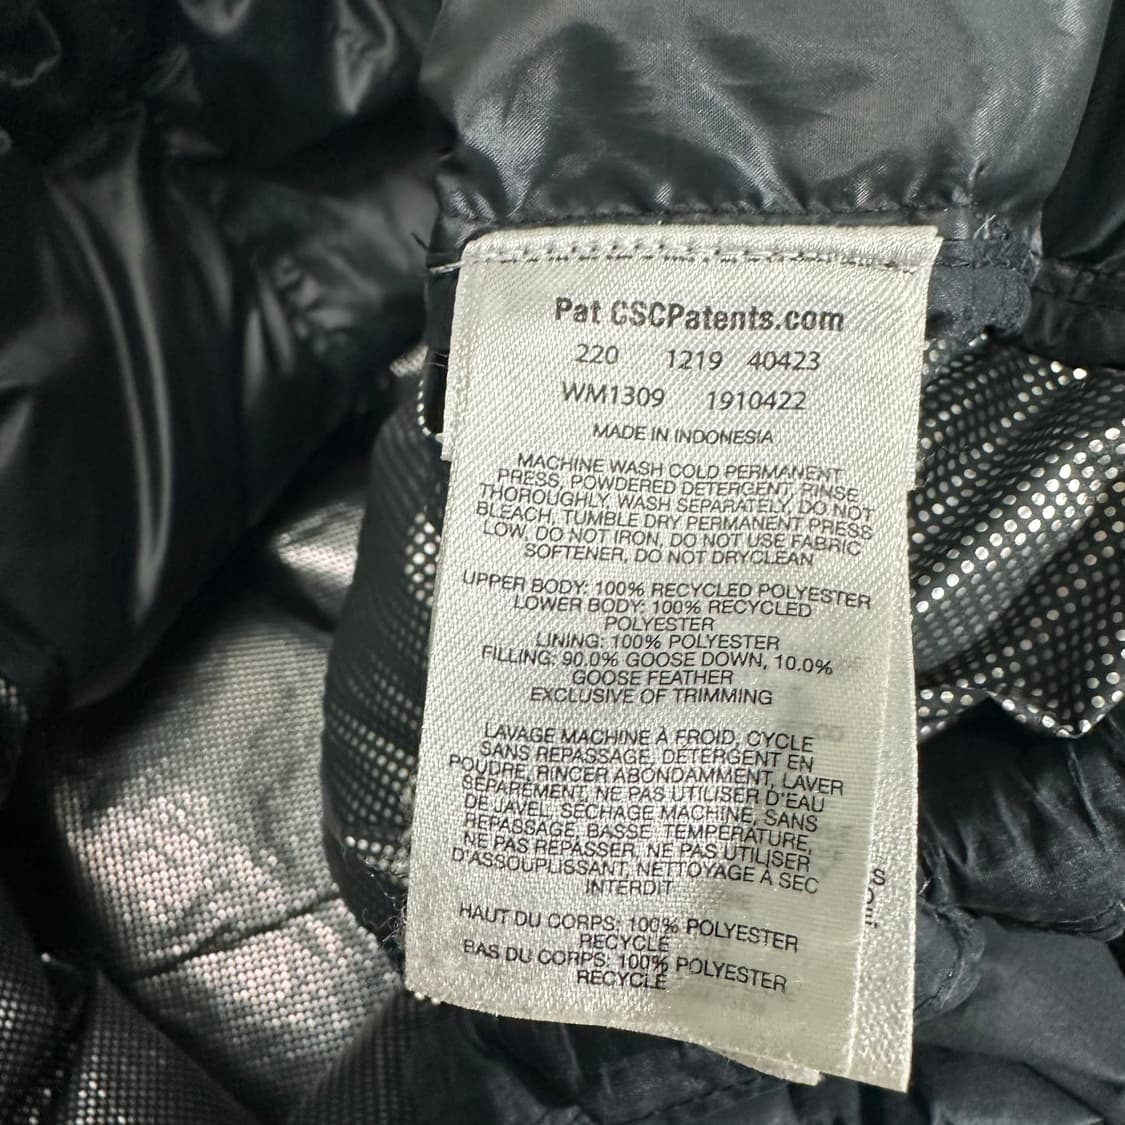 Pat CSCPatents.com
220 1219 40423
WM1309 1910422
MADE IN INDONESIA
MACHINE WASH COLD PERMANENT
PRESS, POWDERED DETERGENT, RINSE
THOROUGHLY, WASH SEPARATELY, DO NOT
BLEACH, TUMBLE DRY PERMANENT PRESS
LOW, DO NOT IRON, DO NOT USE FABRIC
SOFTENER, DO NOT DRYCLEAN
UPPER BODY: 100% RECYCLED POLYESTER
LOWER BODY: 100% RECYCLED
POLYESTER
LINING: 100% POLYESTER
FILLING: 90.0% GOOSE DOWN, 10.0%
GOOSE FEATHER
EXCLUSIVE OF TRIMMING
LAVAGE MACHINE À FROID, CYCLE
SANS REPASSAGE, DETERGENT EN
POUDRE, RINCER ABONDAMMENT, LAVER
SÉPAREMENT, NE PAS UTILISER D'EAU
DE JAVEL, SÉCHAGE MACHINE, SANS
REPASSAGE, BASSE TEMPÉRATURE,
NE PAS REPASSER, NE PAS UTILISER
D'ASSOUPLISSANT, NETTOYAGE À SEC
INTERDIT
HAUT DU CORPS: 100% POLYESTER
RECYCLÉ
BAS DU CORPS: 100% POLYESTER
RECYCLÉ